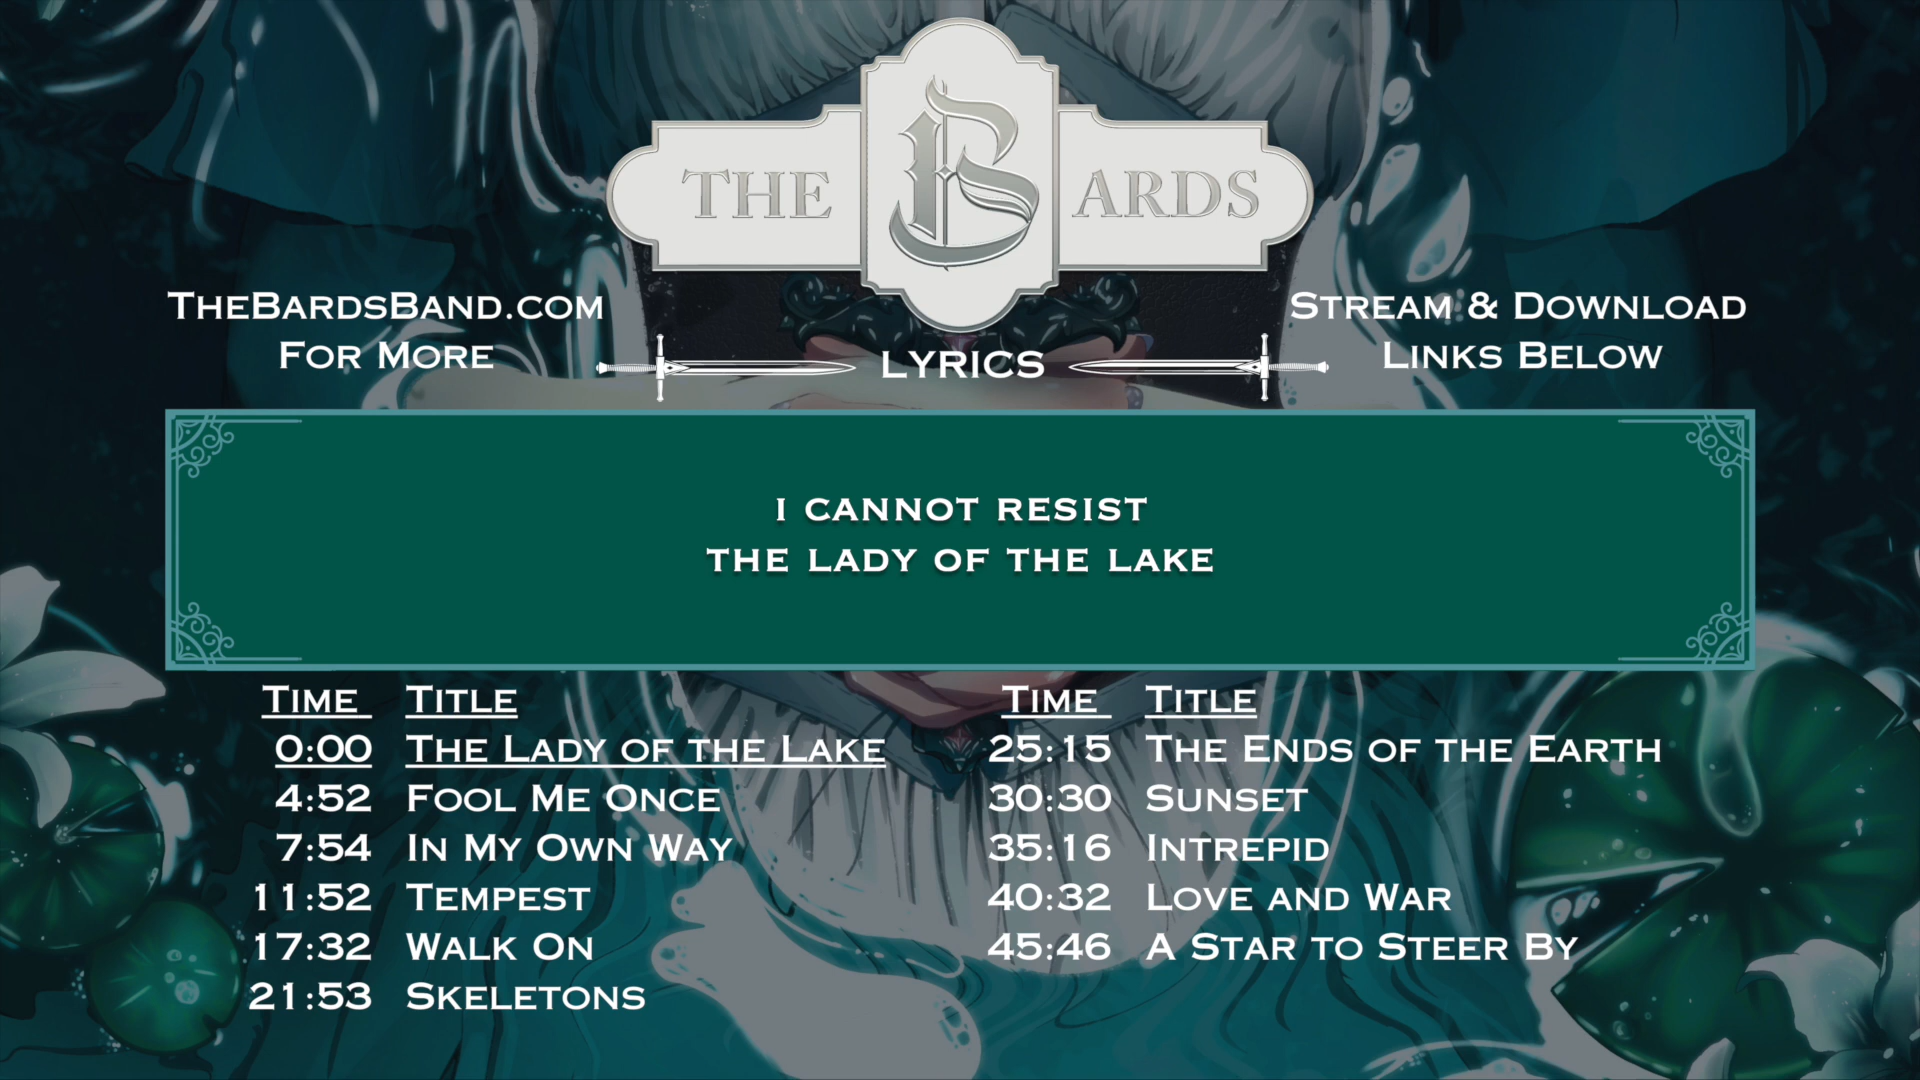 THE BARDS
THEBARDSBAND.COM
FOR MORE
STREAM & DOWNLOAD
LINKS BELOW
LYRICS
I CANNOT RESIST
THE LADY OF THE LAKE
TIME TITLE
0:00 THE LADY OF THE LAKE
4:52 FOOL ME ONCE
7:54 IN MY OWN WAY
11:52 TEMPEST
17:32 WALK ON
21:53 SKELETONS
TIME TITLE
25:15 THE ENDS OF THE EARTH
30:30 SUNSET
35:16 INTREPID
40:32 LOVE AND WAR
45:46 A STAR TO STEER BY